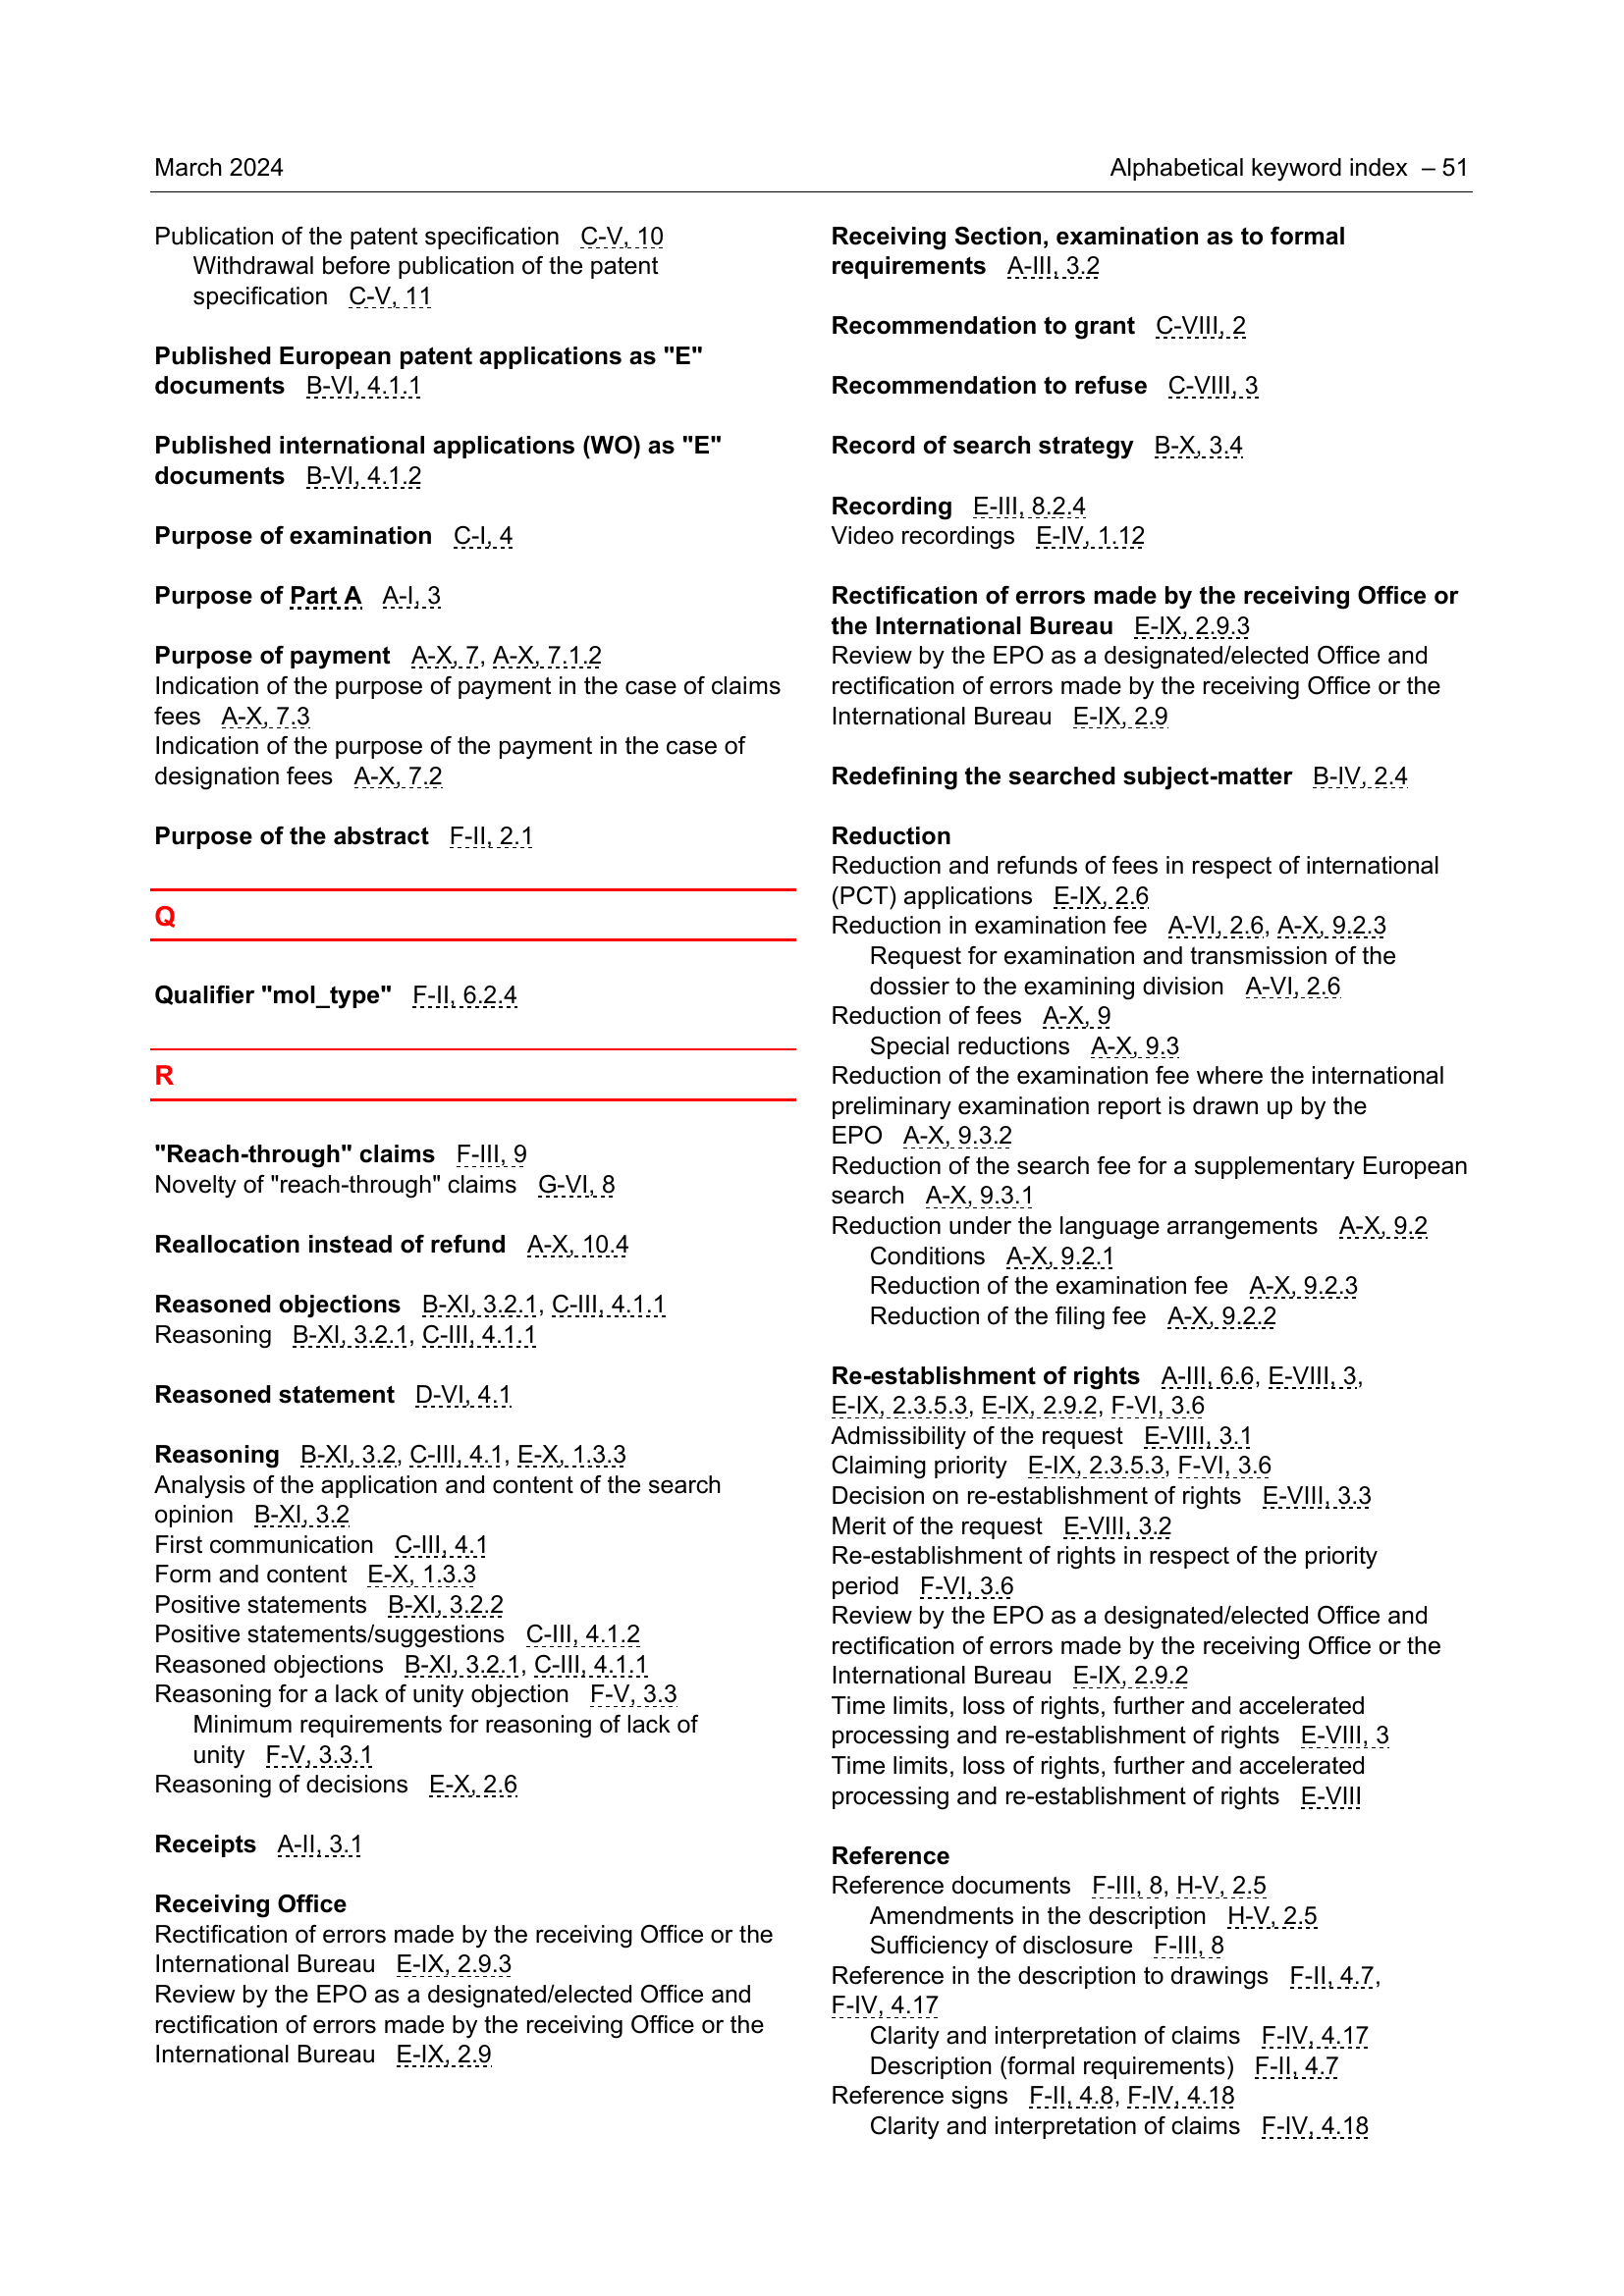 March 2024
Alphabetical keyword index – 51
Publication of the patent specification C-V, 10
Withdrawal before publication of the patent
specification C-V, 11
Published European patent applications as "E"
documents B-VI, 4.1.1
Published international applications (WO) as "E"
documents B-VI, 4.1.2
Purpose of examination C-I, 4
Purpose of Part A A-I, 3
Purpose of payment A-X, 7, A-X, 7.1.2
Indication of the purpose of payment in the case of claims
fees A-X, 7.3
Indication of the purpose of the payment in the case of
designation fees A-X, 7.2
Purpose of the abstract F-II, 2.1
Q
Qualifier "mol_type" F-II, 6.2.4
R
"Reach-through" claims F-III, 9
Novelty of "reach-through" claims G-VI, 8
Reallocation instead of refund A-X, 10.4
Reasoned objections B-XI, 3.2.1, C-III, 4.1.1
Reasoning B-XI, 3.2.1, C-III, 4.1.1
Reasoned statement D-VI, 4.1
Reasoning B-XI, 3.2, C-III, 4.1, E-X, 1.3.3
Analysis of the application and content of the search
opinion B-XI, 3.2
First communication C-III, 4.1
Form and content E-X, 1.3.3
Positive statements B-XI, 3.2.2
Positive statements/suggestions C-III, 4.1.2
Reasoned objections B-XI, 3.2.1, C-III, 4.1.1
Reasoning for a lack of unity objection F-V, 3.3
Minimum requirements for reasoning of lack of
unity F-V, 3.3.1
Reasoning of decisions E-X, 2.6
Receipts A-II, 3.1
Receiving Office
Rectification of errors made by the receiving Office or the
International Bureau E-IX, 2.9.3
Review by the EPO as a designated/elected Office and
rectification of errors made by the receiving Office or the
International Bureau E-IX, 2.9
Receiving Section, examination as to formal
requirements A-III, 3.2
Recommendation to grant C-VIII, 2
Recommendation to refuse C-VIII, 3
Record of search strategy B-X, 3.4
Recording E-III, 8.2.4
Video recordings E-IV, 1.12
Rectification of errors made by the receiving Office or
the International Bureau E-IX, 2.9.3
Review by the EPO as a designated/elected Office and
rectification of errors made by the receiving Office or the
International Bureau E-IX, 2.9
Redefining the searched subject-matter B-IV, 2.4
Reduction
Reduction and refunds of fees in respect of international
(PCT) applications E-IX, 2.6
Reduction in examination fee A-VI, 2.6, A-X, 9.2.3
Request for examination and transmission of the
dossier to the examining division A-VI, 2.6
Reduction of fees A-X, 9
Special reductions A-X, 9.3
Reduction of the examination fee where the international
preliminary examination report is drawn up by the
EPO A-X, 9.3.2
Reduction of the search fee for a supplementary European
search A-X, 9.3.1
Reduction under the language arrangements A-X, 9.2
Conditions A-X, 9.2.1
Reduction of the examination fee A-X, 9.2.3
Reduction of the filing fee A-X, 9.2.2
Re-establishment of rights A-III, 6.6, E-VIII, 3,
E-IX, 2.3.5.3, E-IX, 2.9.2, F-VI, 3.6
Admissibility of the request E-VIII, 3.1
Claiming priority E-IX, 2.3.5.3, F-VI, 3.6
Decision on re-establishment of rights E-VIII, 3.3
Merit of the request E-VIII, 3.2
Re-establishment of rights in respect of the priority
period F-VI, 3.6
Review by the EPO as a designated/elected Office and
rectification of errors made by the receiving Office or the
International Bureau E-IX, 2.9.2
Time limits, loss of rights, further and accelerated
processing and re-establishment of rights E-VIII, 3
Time limits, loss of rights, further and accelerated
processing and re-establishment of rights E-VIII
Reference
Reference documents F-III, 8, H-V, 2.5
Amendments in the description H-V, 2.5
Sufficiency of disclosure F-III, 8
Reference in the description to drawings F-II, 4.7,
F-IV, 4.17
Clarity and interpretation of claims F-IV, 4.17
Description (formal requirements) F-II, 4.7
Reference signs F-II, 4.8, F-IV, 4.18
Clarity and interpretation of claims F-IV, 4.18